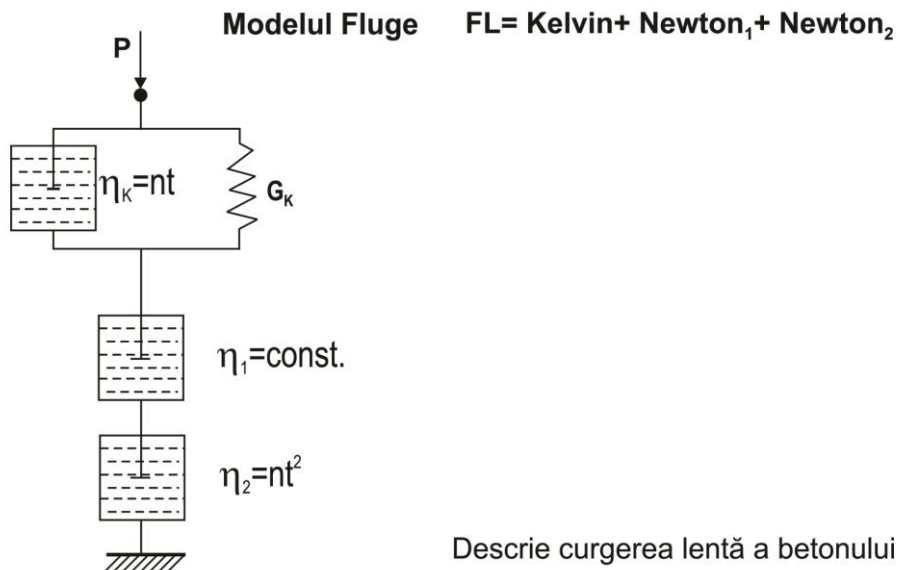 Modelul Fluge FL= Kelvin+ Newton₁+ Newton₂
P
η_K=nt
G_K
η₁=const.
η₂=nt²
Descrie curgerea lentă a betonului